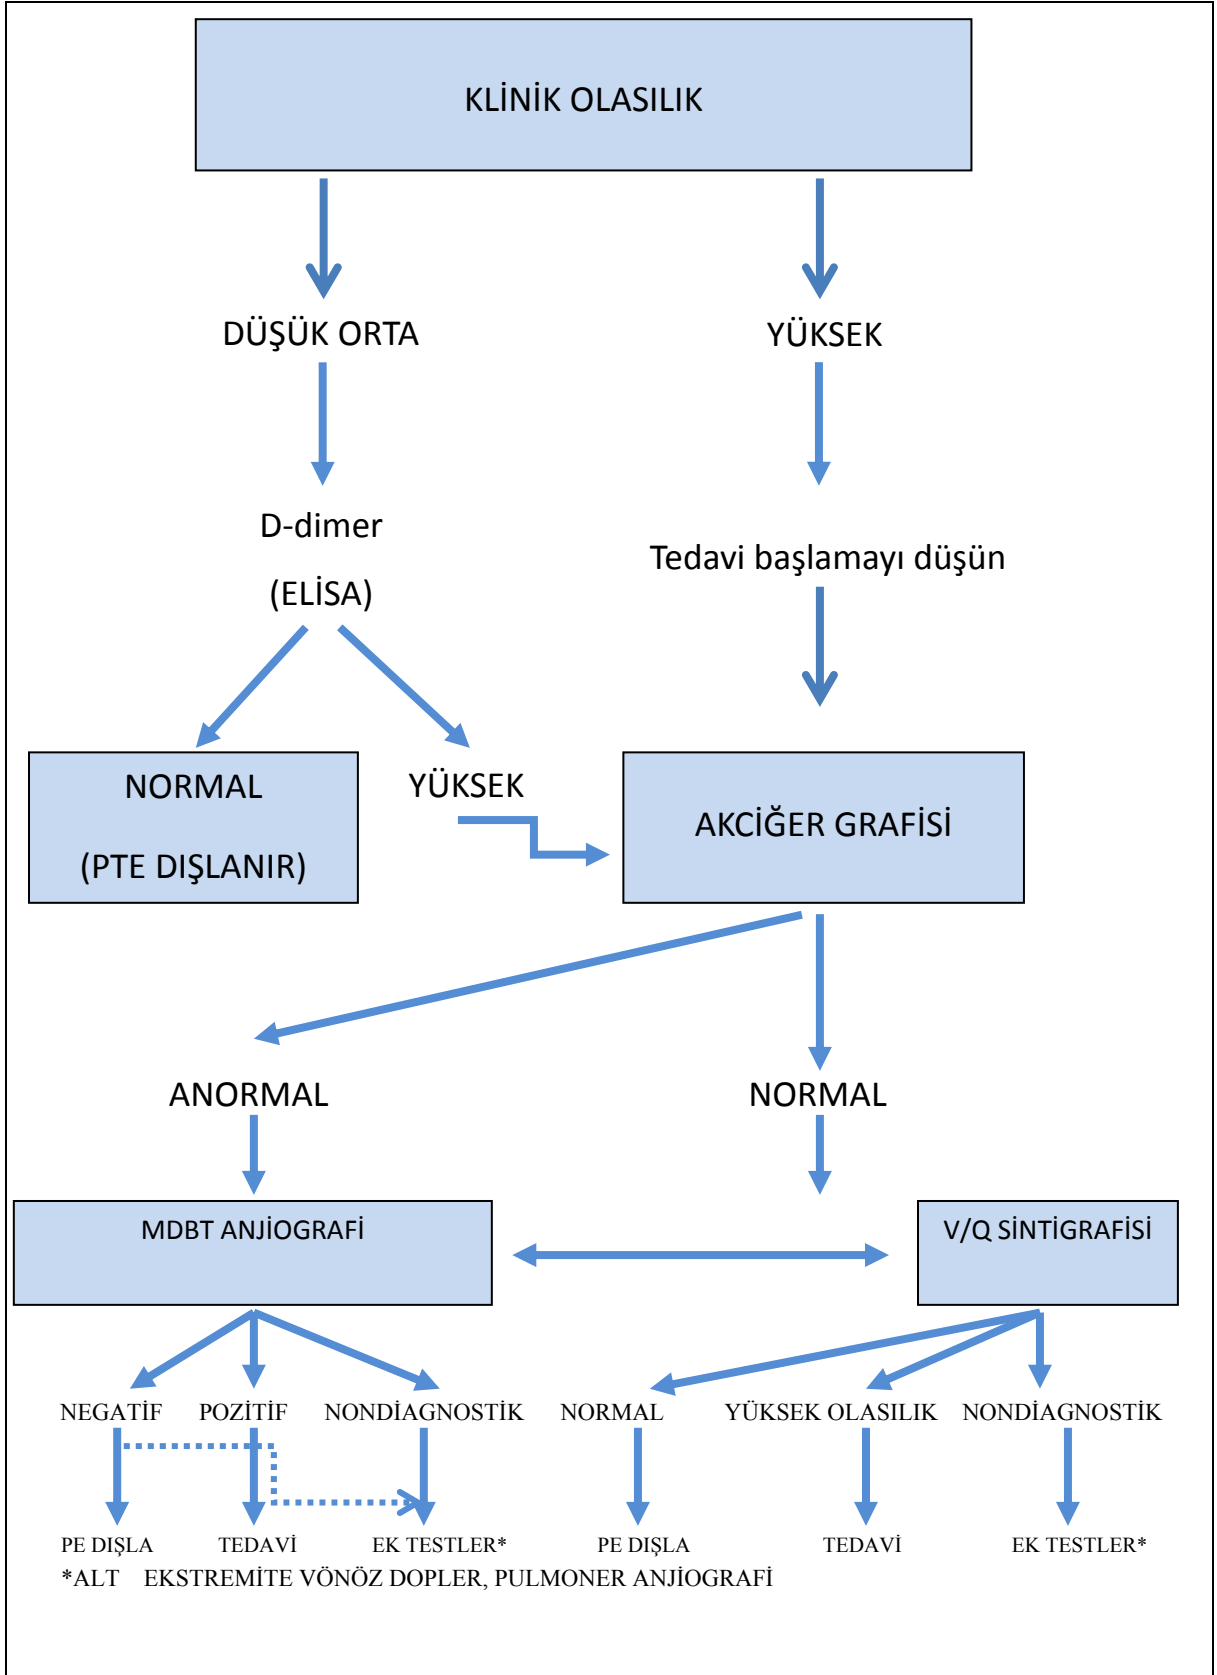 KLİNİK OLASILIK
DÜŞÜK ORTA
YÜKSEK
D-dimer
(ELİSA)
Tedavi başlamayı düşün
NORMAL
(PTE DIŞLANIR)
YÜKSEK
AKCİĞER GRAFİSİ
ANORMAL
NORMAL
MDBT ANJİOGRAFİ
V/Q SİNTİGRAFİSİ
NEGATİF
POZİTİF
NONDİAGNOSTİK
NORMAL
YÜKSEK OLASILIK
NONDİAGNOSTİK
PE DIŞLA
TEDAVİ
EK TESTLER*
PE DIŞLA
TEDAVİ
EK TESTLER*
*ALT EKSTREMİTE VÖNÖZ DOPLER, PULMONER ANJİOGRAFİ